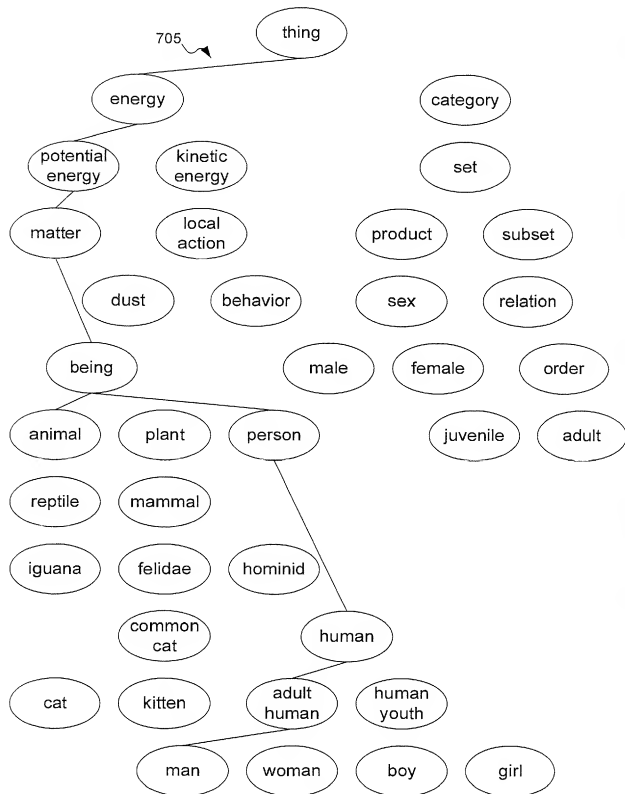 705
thing
energy
category
potential
energy
kinetic
energy
set
matter
local
action
product
subset
dust
behavior
sex
relation
being
male
female
order
animal
plant
person
juvenile
adult
reptile
mammal
iguana
felidae
hominid
common
cat
human
cat
kitten
adult
human
human
youth
man
woman
boy
girl